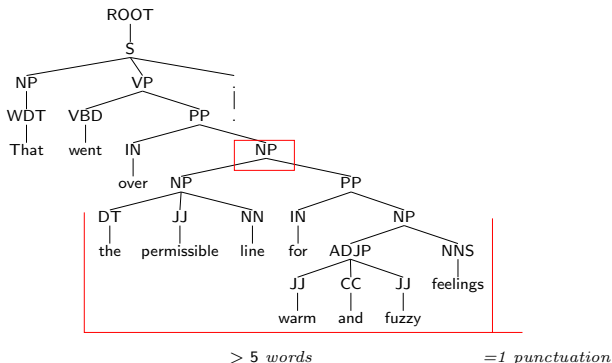 ROOT
S
NP VP .
WDT VBD PP .
That went IN NP
over NP PP
DT JJ NN IN NP
the permissible line for ADJP NNS
JJ CC JJ feelings
warm and fuzzy
> 5 words =1 punctuation